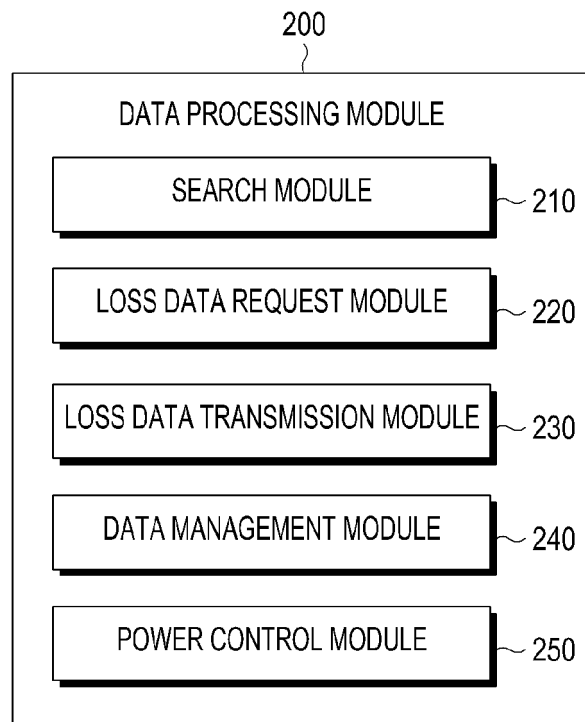 200
DATA PROCESSING MODULE
SEARCH MODULE
210
LOSS DATA REQUEST MODULE
220
LOSS DATA TRANSMISSION MODULE
230
DATA MANAGEMENT MODULE
240
POWER CONTROL MODULE
250